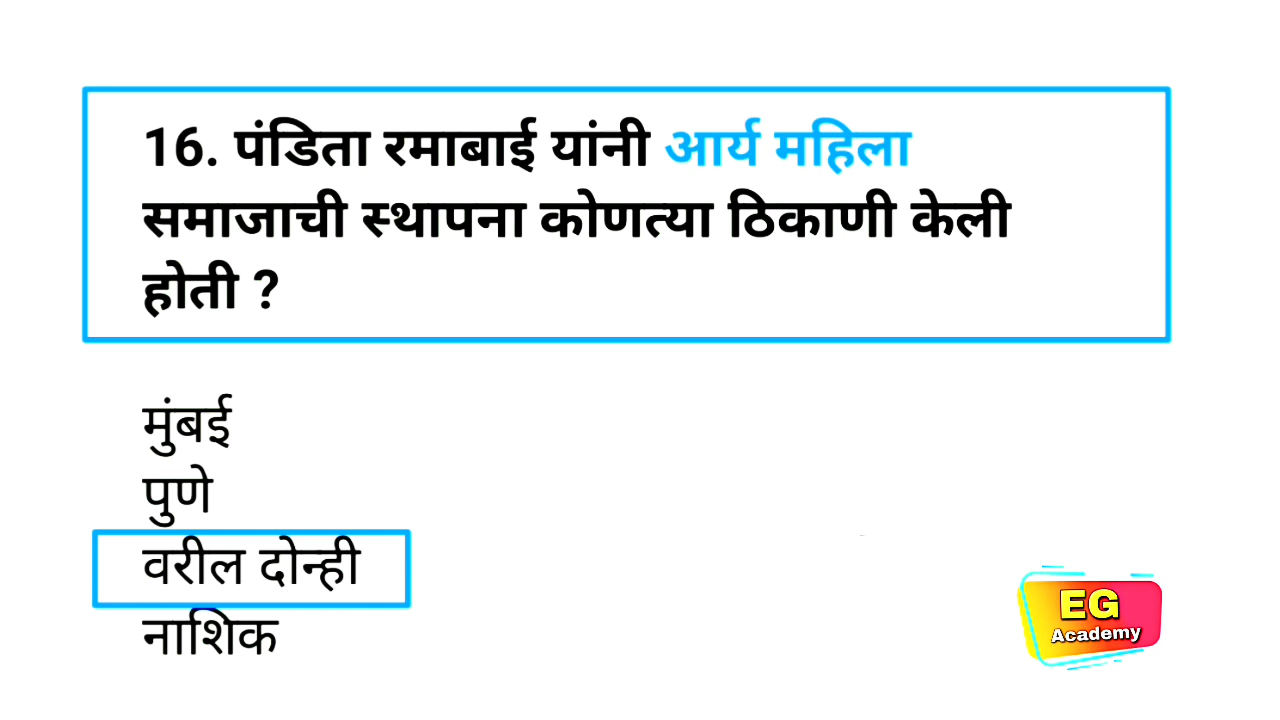 16. पंडिता रमाबाई यांनी आर्य महिला
समाजाची स्थापना कोणत्या ठिकाणी केली
होती ?
मुंबई
पुणे
वरील दोन्ही
नाशिक
EG
Academy